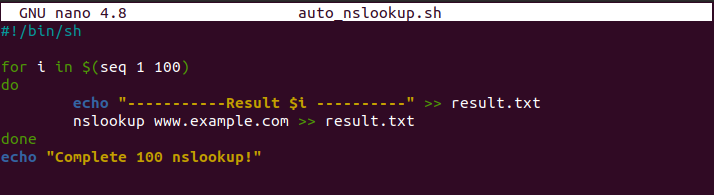 GNU nano 4.8 auto_nslookup.sh
#!/bin/sh
for i in $(seq 1 100)
do
echo "-----------Result $i ----------" >> result.txt
nslookup www.example.com >> result.txt
done
echo "Complete 100 nslookup!"